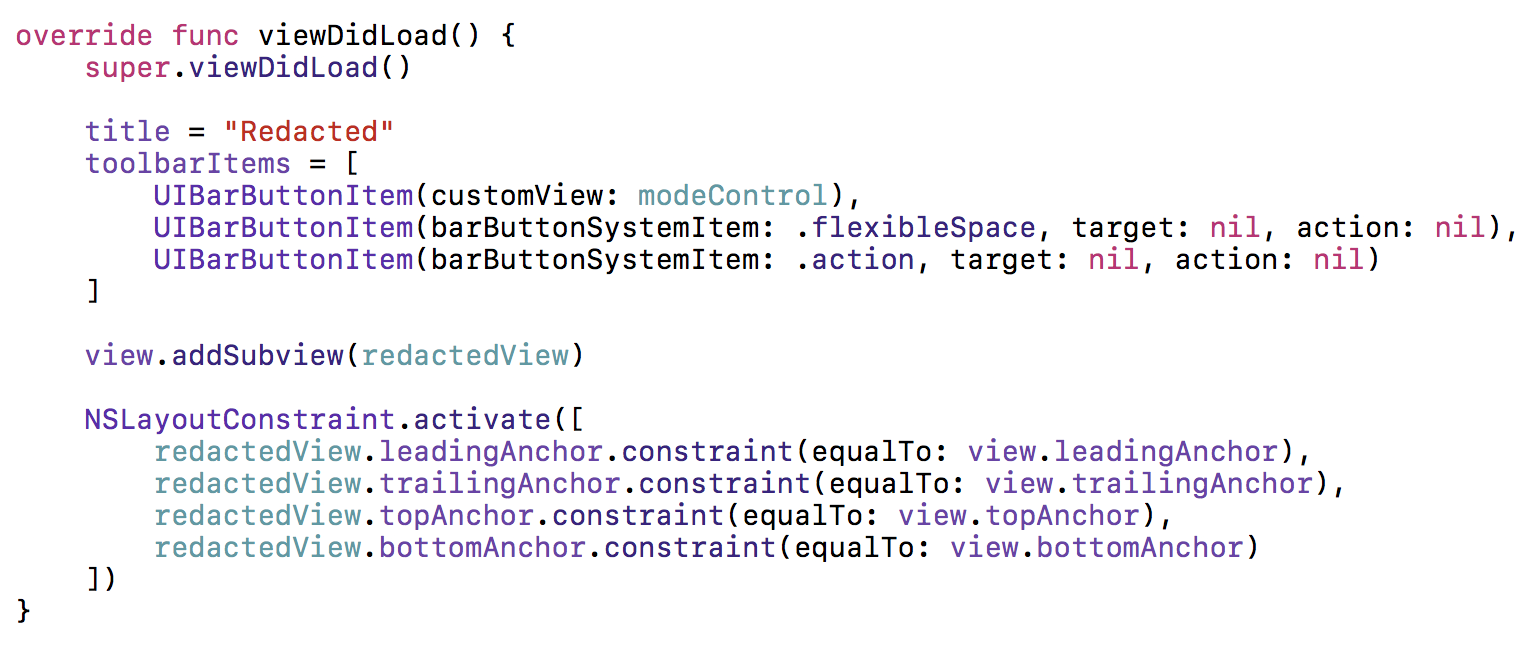 override func viewDidLoad() {
    super.viewDidLoad()

    title = "Redacted"
    toolbarItems = [
        UIBarButtonItem(customView: modeControl),
        UIBarButtonItem(barButtonSystemItem: .flexibleSpace, target: nil, action: nil),
        UIBarButtonItem(barButtonSystemItem: .action, target: nil, action: nil)
    ]

    view.addSubview(redactedView)

    NSLayoutConstraint.activate([
        redactedView.leadingAnchor.constraint(equalTo: view.leadingAnchor),
        redactedView.trailingAnchor.constraint(equalTo: view.trailingAnchor),
        redactedView.topAnchor.constraint(equalTo: view.topAnchor),
        redactedView.bottomAnchor.constraint(equalTo: view.bottomAnchor)
    ])
}